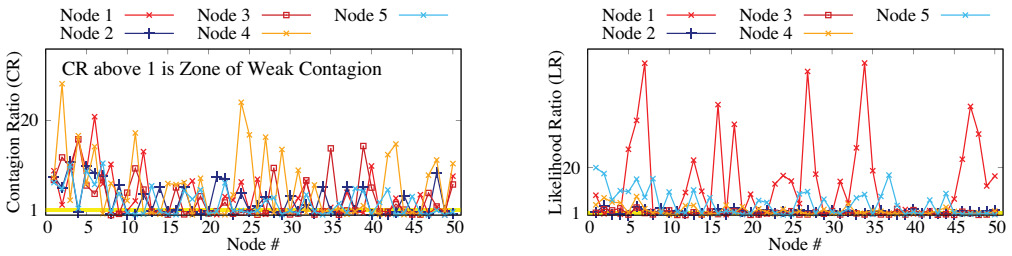 Node 1
Node 3
Node 5
Node 2
Node 4
CR above 1 is Zone of Weak Contagion
Contagion Ratio (CR)
20
1
0 5 10 15 20 25 30 35 40 45 50
Node #
Node 1
Node 3
Node 5
Node 2
Node 4
Likelihood Ratio (LR)
20
1
0 5 10 15 20 25 30 35 40 45 50
Node #